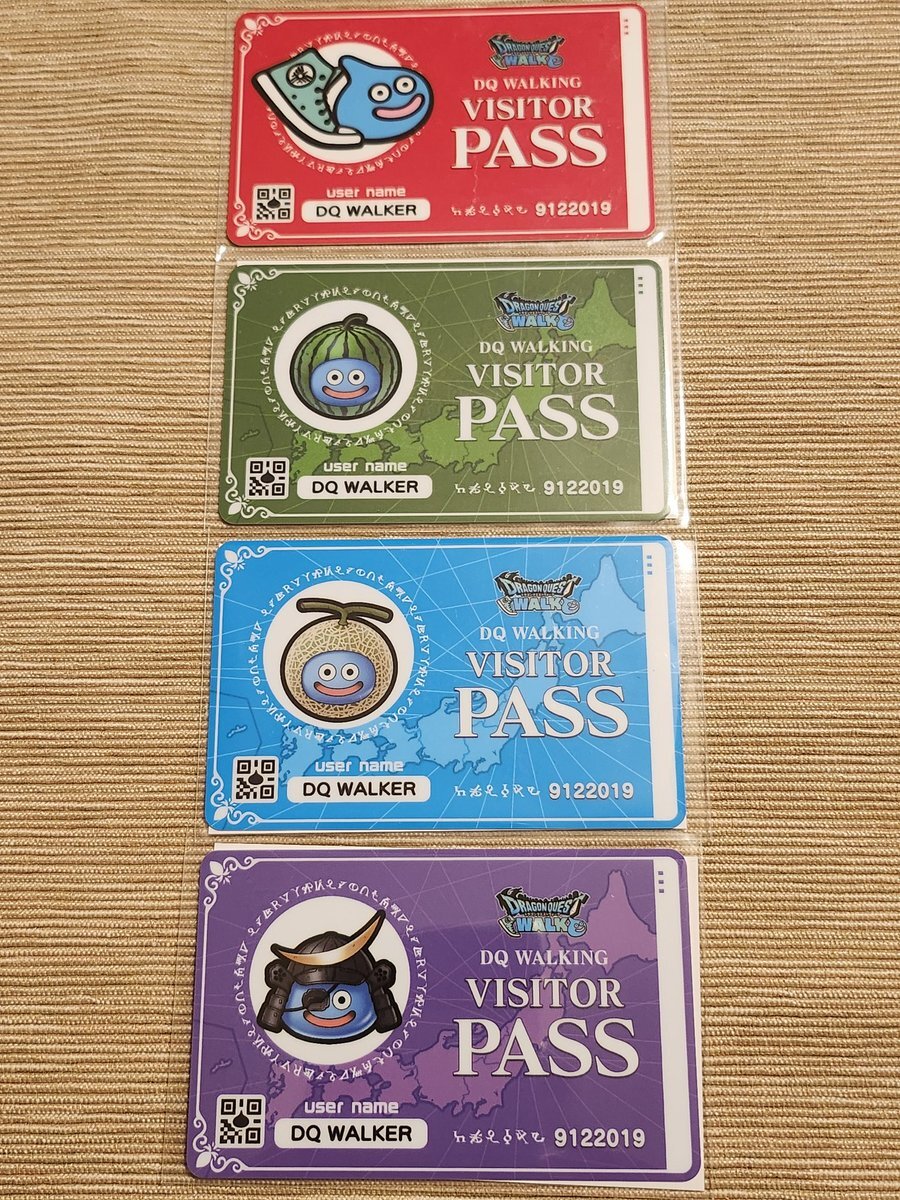 DRAGON QUEST
WALK
DQ WALKING
VISITOR
PASS
user name
DQ WALKER
9122019
DRAGON QUEST
WALK
DQ WALKING
VISITOR
PASS
user name
DQ WALKER
9122019
DRAGON QUEST
WALK
DQ WALKING
VISITOR
PASS
user name
DQ WALKER
9122019
DRAGON QUEST
WALK
DQ WALKING
VISITOR
PASS
user name
DQ WALKER
9122019